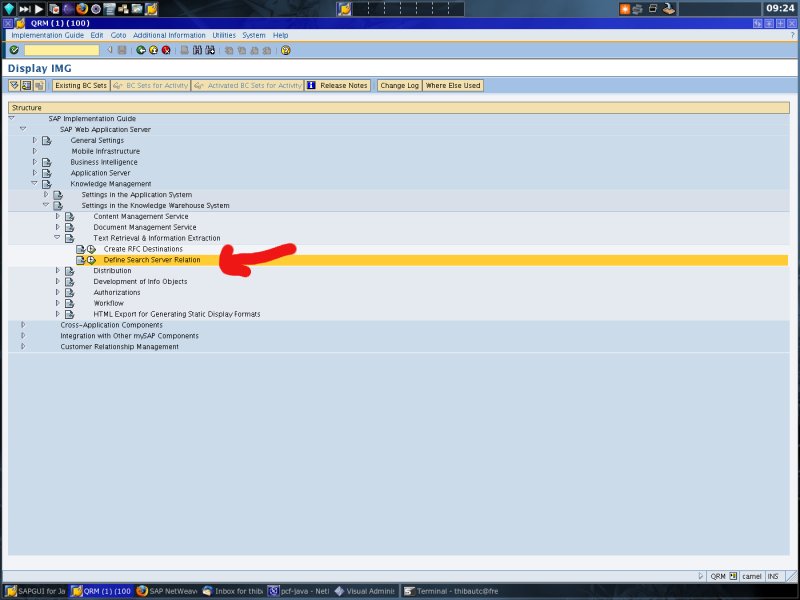 09:24
QRM (1) (100)
Implementation Guide Edit Goto Additional Information Utilities System Help ?
Display IMG
Existing BC Sets BC Sets for Activity Activated BC Sets for Activity Release Notes Change Log Where Else Used
Structure
SAP Implementation Guide
SAP Web Application Server
General Settings
Mobile Infrastructure
Business Intelligence
Application Server
Knowledge Management
Settings in the Application System
Settings in the Knowledge Warehouse System
Content Management Service
Document Management Service
Text Retrieval & Information Extraction
Create RFC Destinations
Define Search Server Relation
Distribution
Development of Info Objects
Authorizations
Workflow
HTML Export for Generating Static Display Formats
Cross-Application Components
Integration with Other mySAP Components
Customer Relationship Management
QRM camel INS
SAPGUI for Ja QRM (1) (100 SAP NetWeav Inbox for thib pcf-java - Net Visual Admini Terminal - thibautc@fre